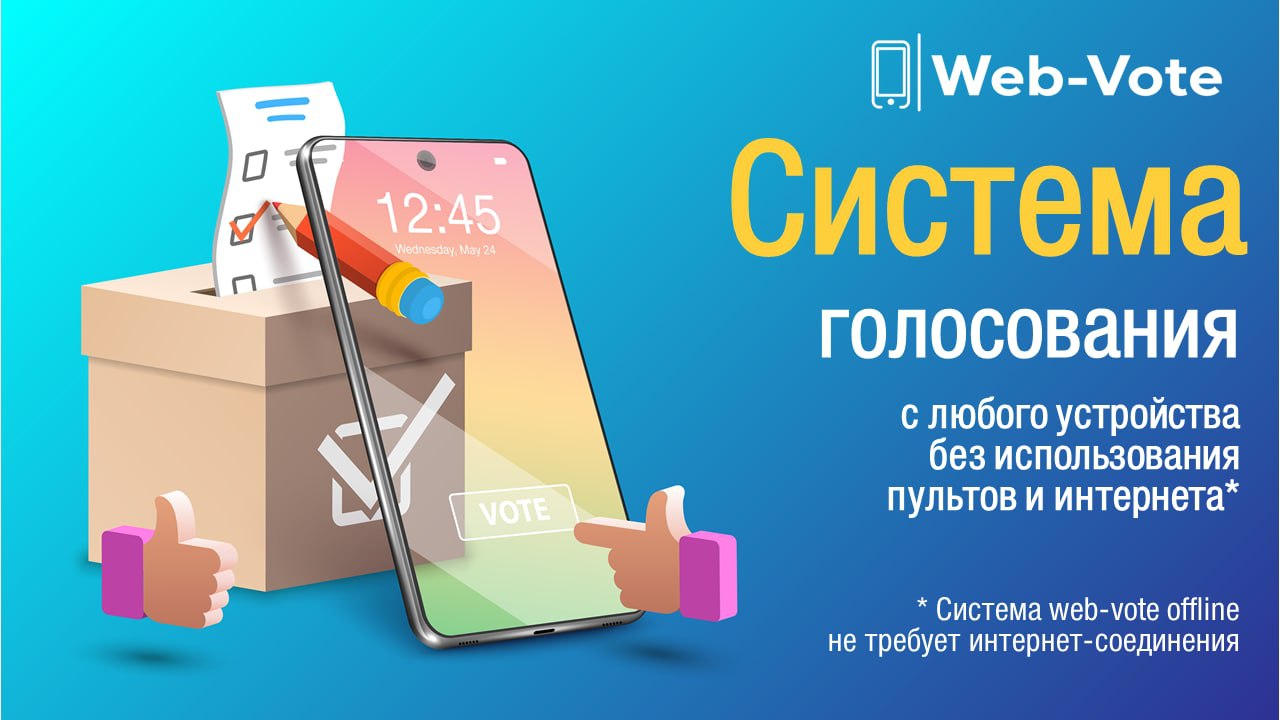 Web-Vote
Система
голосования
с любого устройства
без использования
пультов и интернета*
* Система web-vote offline
не требует интернет-соединения
12:45
Wednesday, May 24
VOTE